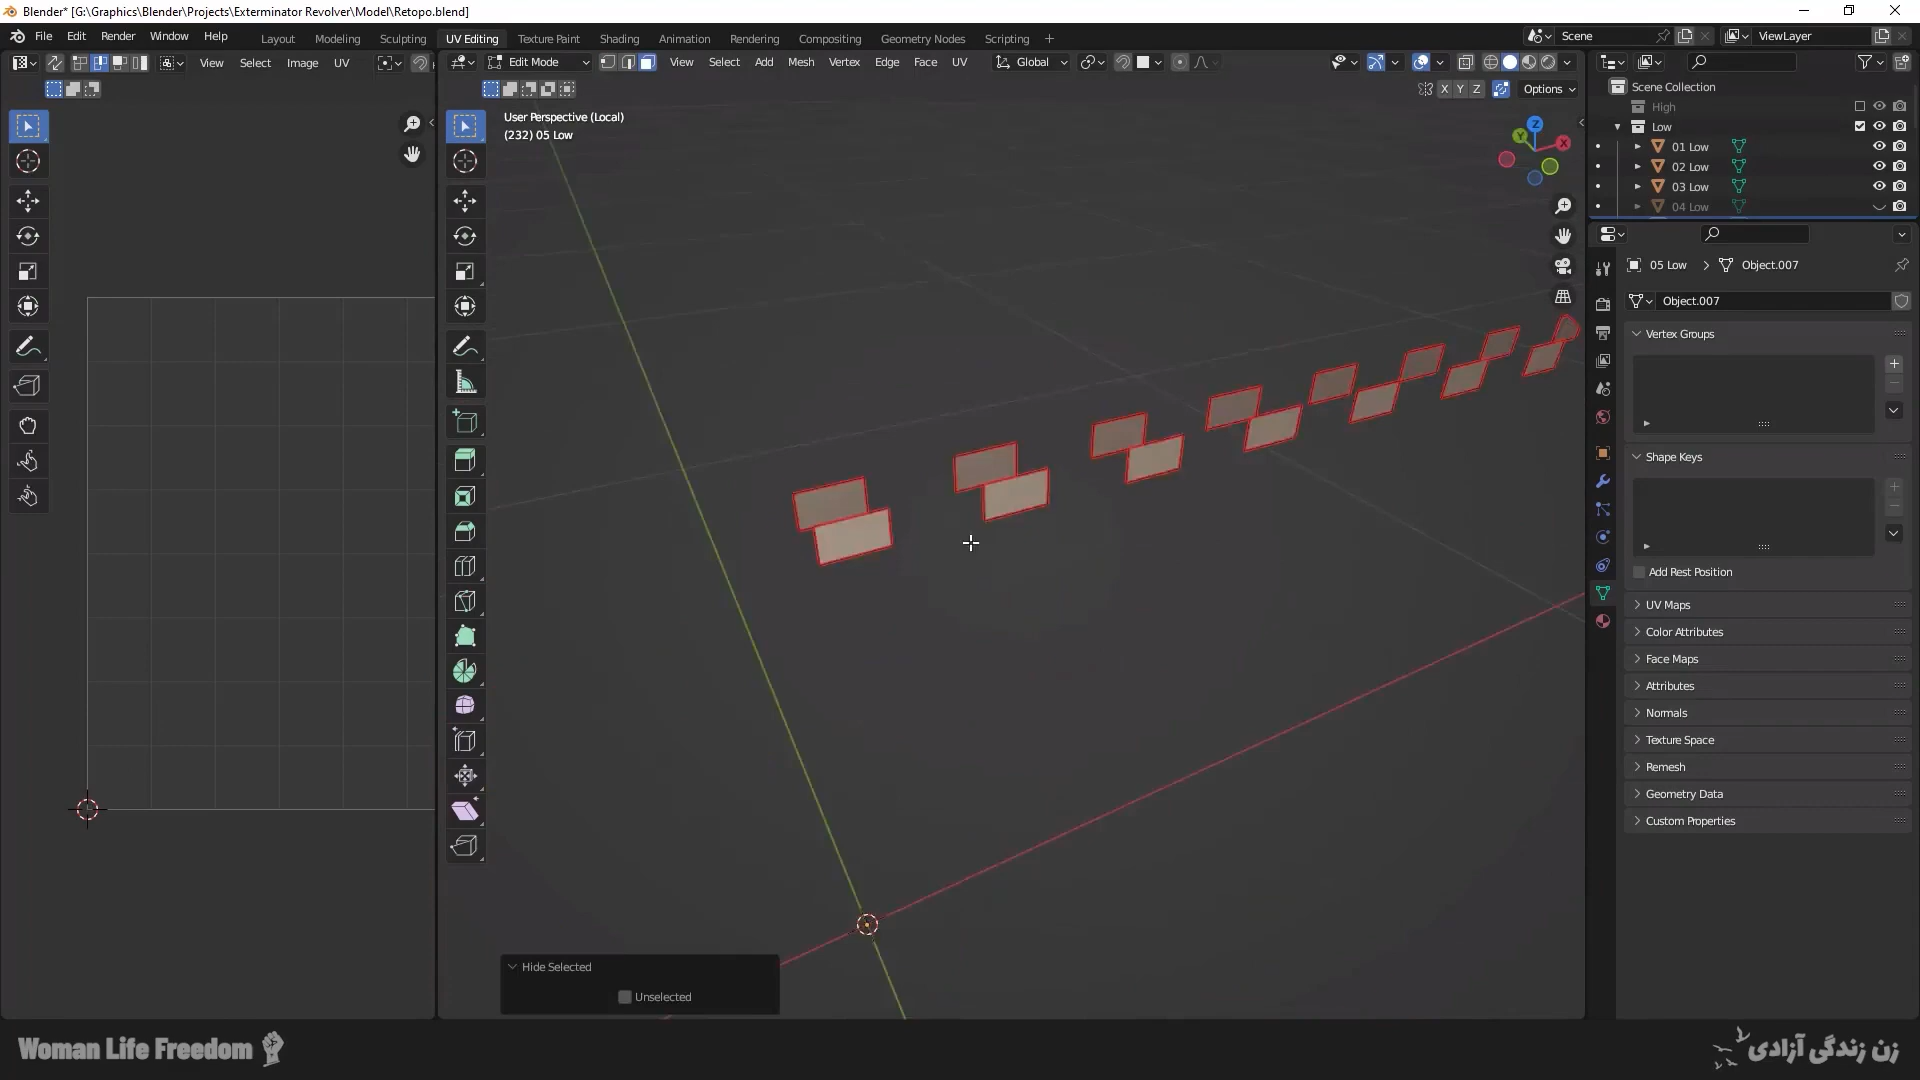 Blender* [G:\Graphics\Blender\Projects\Exterminator Revolver\Model\Retopo.blend]
File Edit Render Window Help Layout Modeling Sculpting UV Editing Texture Paint Shading Animation Rendering Compositing Geometry Nodes Scripting + Scene ViewLayer
View Select Image UV Edit Mode View Select Add Mesh Vertex Edge Face UV Global
X Y Z Options
User Perspective (Local)
(232) 05 Low
Z
Y
X
Scene Collection
High
Low
01 Low
02 Low
03 Low
04 Low
05 Low > Object.007
Object.007
Vertex Groups
Shape Keys
Add Rest Position
UV Maps
Color Attributes
Face Maps
Attributes
Normals
Texture Space
Remesh
Geometry Data
Custom Properties
Hide Selected
Unselected
Woman Life Freedom
زن زندگی آزادی